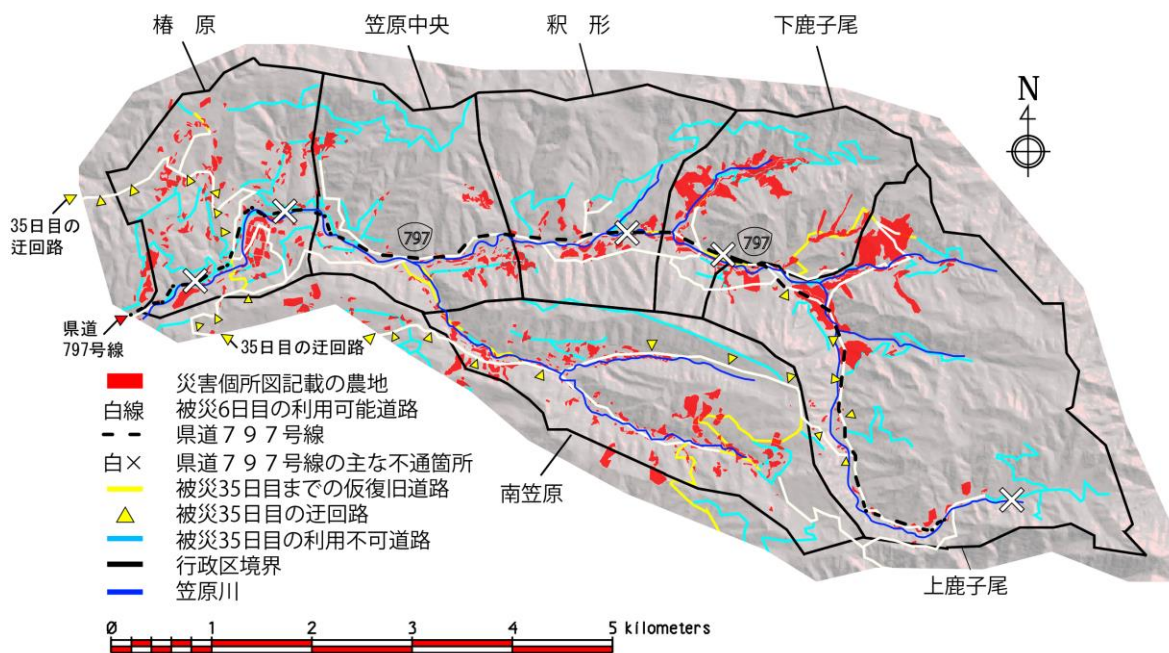 椿 原
笠原中央
釈 形
下鹿子尾
N
797
797
35日目の
迂回路
県道
797号線
35日目の迂回路
南笠原
上鹿子尾
災害個所図記載の農地
白線 被災6日目の利用可能道路
県道797号線
白× 県道797号線の主な不通箇所
被災35日目までの仮復旧道路
被災35日目の迂回路
被災35日目の利用不可道路
行政区境界
笠原川
0 1 2 3 4 5 kilometers